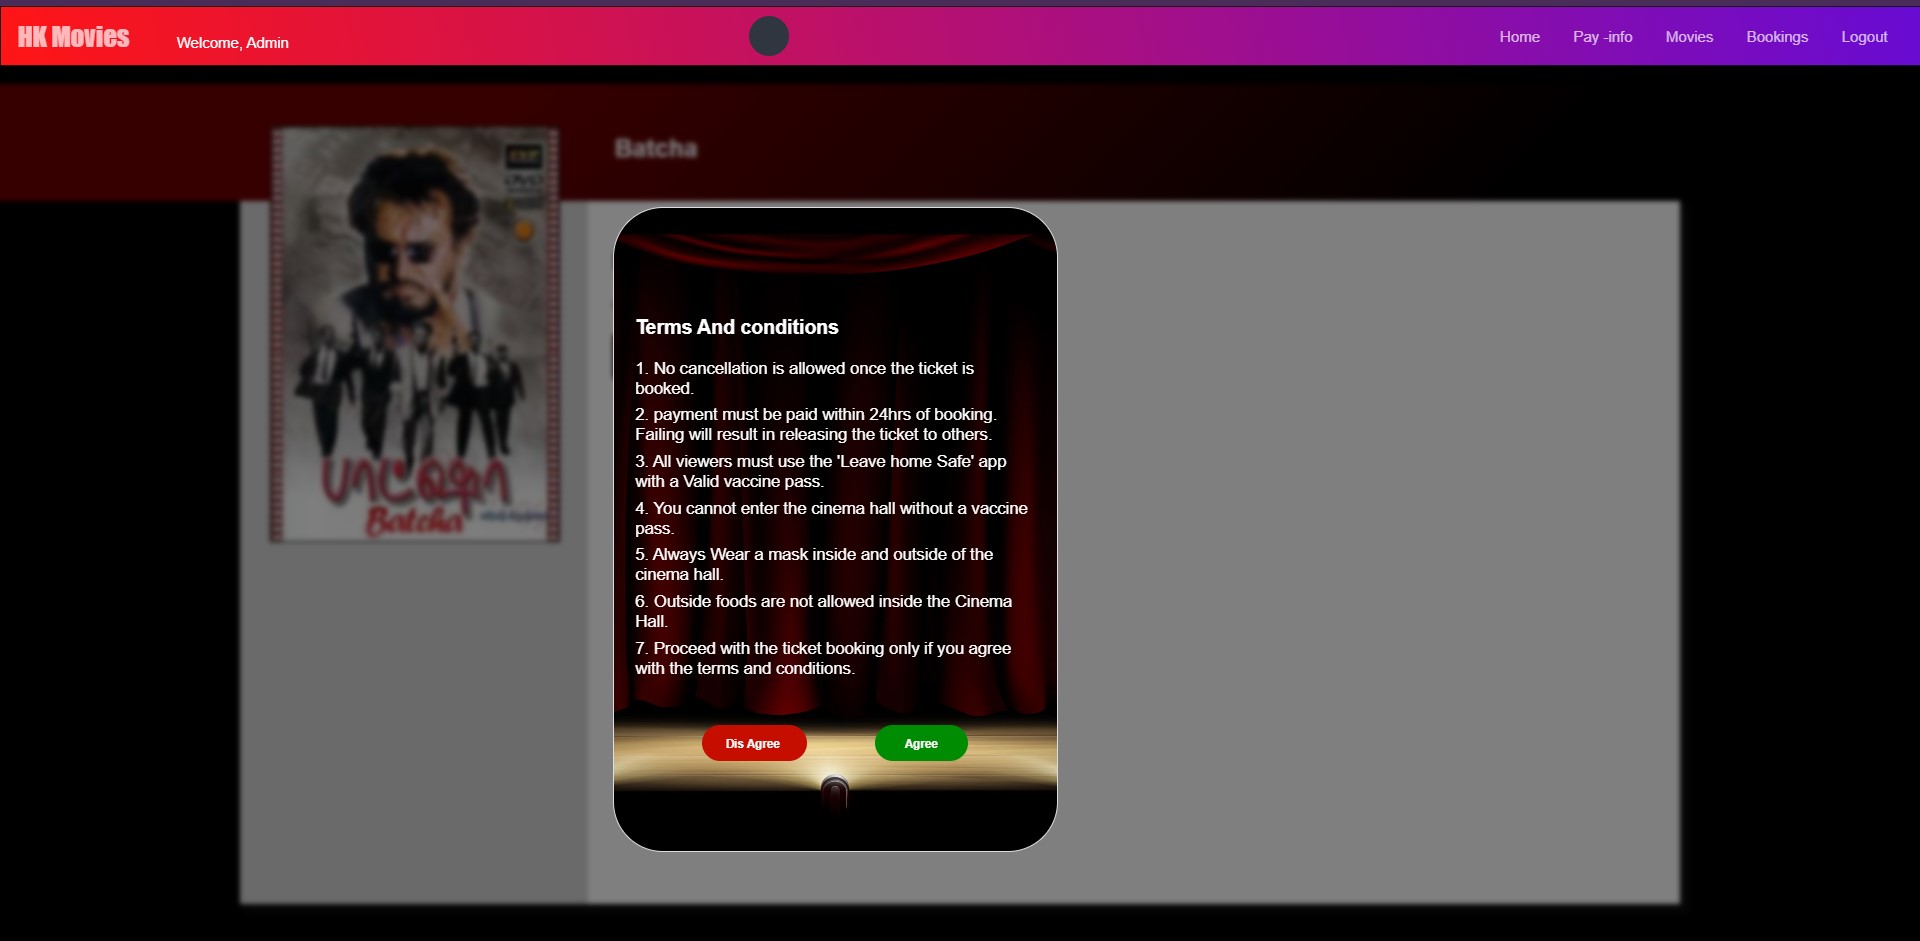 HK Movies
Welcome, Admin
Home
Pay -info
Movies
Bookings
Logout
Batcha
பாட்ஷா
Batcha
Terms And conditions
1. No cancellation is allowed once the ticket is
booked.
2. payment must be paid within 24hrs of booking.
Failing will result in releasing the ticket to others.
3. All viewers must use the 'Leave home Safe' app
with a Valid vaccine pass.
4. You cannot enter the cinema hall without a vaccine
pass.
5. Always Wear a mask inside and outside of the
cinema hall.
6. Outside foods are not allowed inside the Cinema
Hall.
7. Proceed with the ticket booking only if you agree
with the terms and conditions.
Dis Agree
Agree